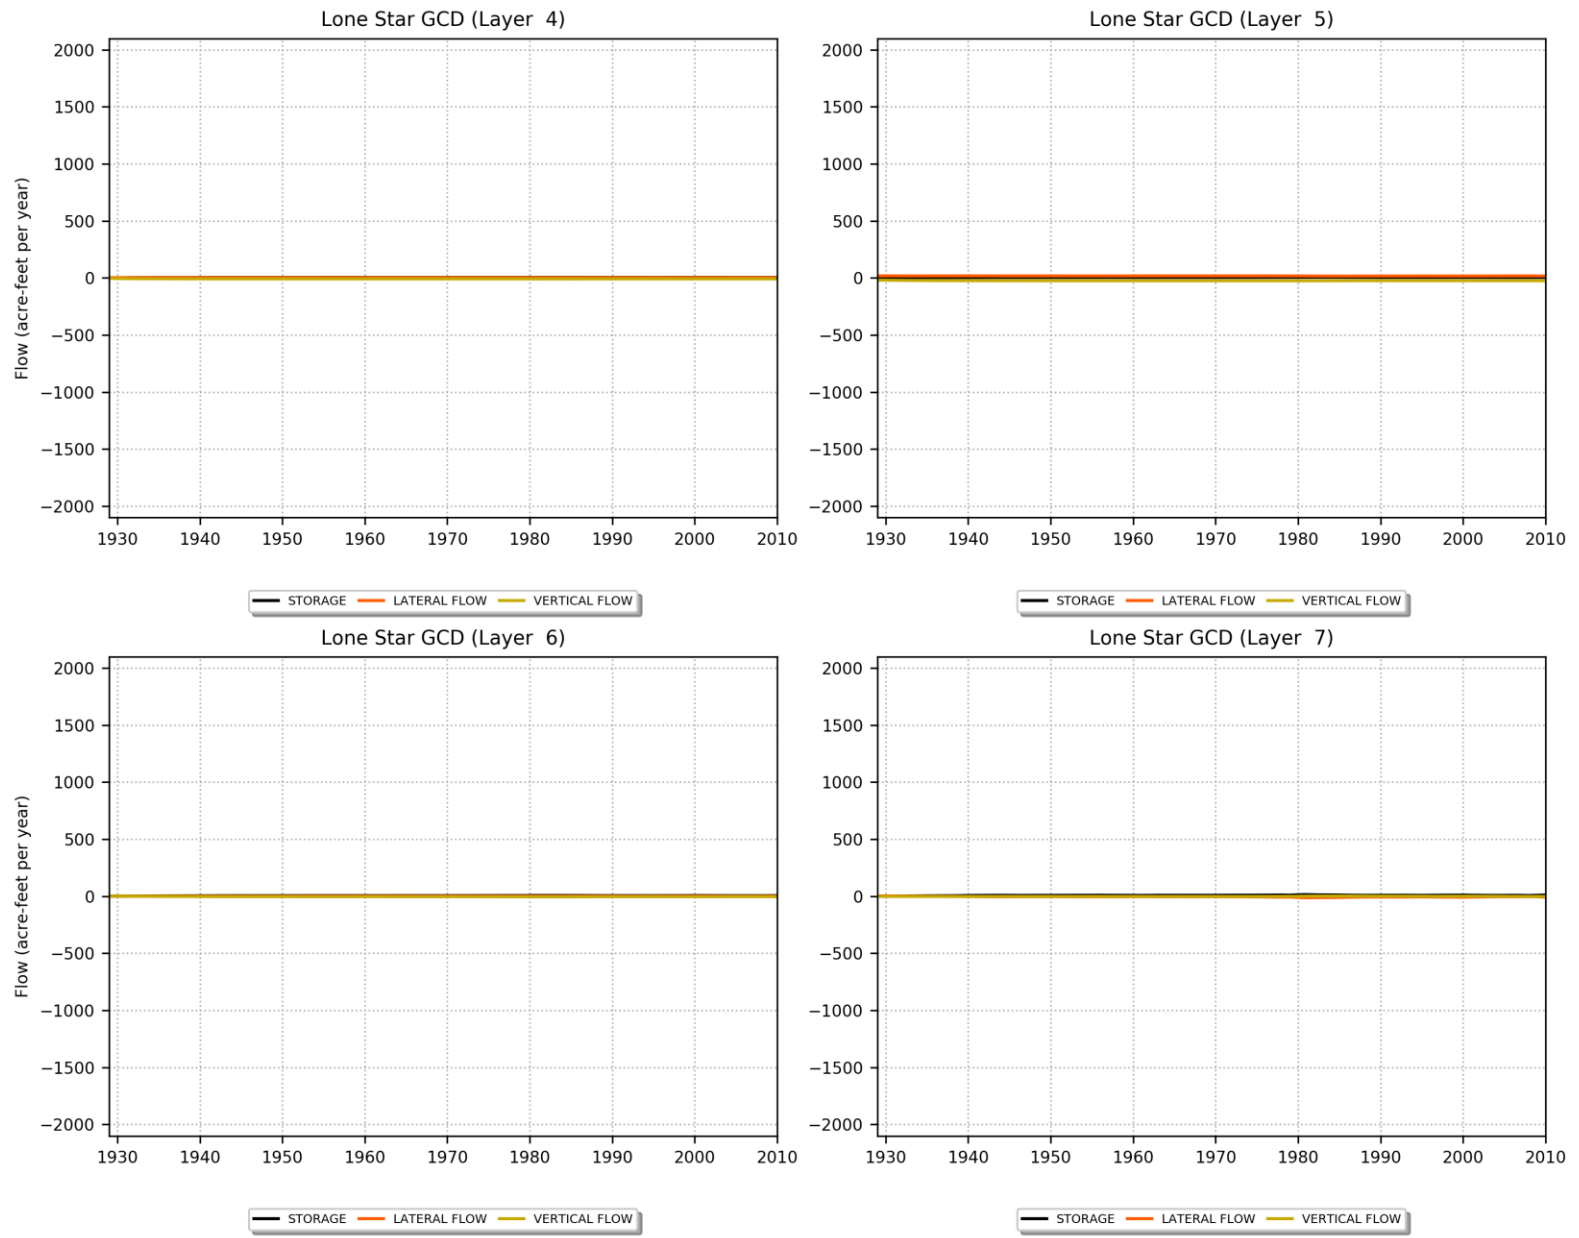 Lone Star GCD (Layer  4)
2000
1500
1000
500
0
−500
−1000
−1500
−2000
Flow (acre-feet per year)
1930 1940 1950 1960 1970 1980 1990 2000 2010
STORAGE LATERAL FLOW VERTICAL FLOW
Lone Star GCD (Layer  5)
2000
1500
1000
500
0
−500
−1000
−1500
−2000
1930 1940 1950 1960 1970 1980 1990 2000 2010
STORAGE LATERAL FLOW VERTICAL FLOW
Lone Star GCD (Layer  6)
2000
1500
1000
500
0
−500
−1000
−1500
−2000
Flow (acre-feet per year)
1930 1940 1950 1960 1970 1980 1990 2000 2010
STORAGE LATERAL FLOW VERTICAL FLOW
Lone Star GCD (Layer  7)
2000
1500
1000
500
0
−500
−1000
−1500
−2000
1930 1940 1950 1960 1970 1980 1990 2000 2010
STORAGE LATERAL FLOW VERTICAL FLOW